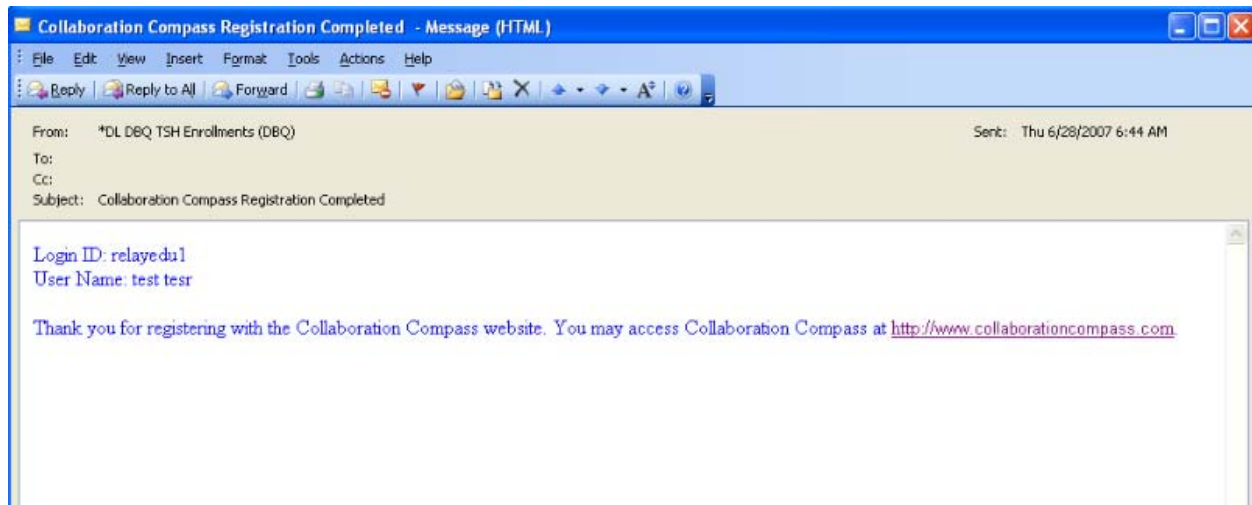 Collaboration Compass Registration Completed - Message (HTML)
File Edit View Insert Format Tools Actions Help
Reply Reply to All Forward
From: *DL DBQ TSH Enrollments (DBQ) Sent: Thu 6/28/2007 6:44 AM
To:
Cc:
Subject: Collaboration Compass Registration Completed
Login ID: relayedu1
User Name: test tesr
Thank you for registering with the Collaboration Compass website. You may access Collaboration Compass at http://www.collaborationcompass.com.